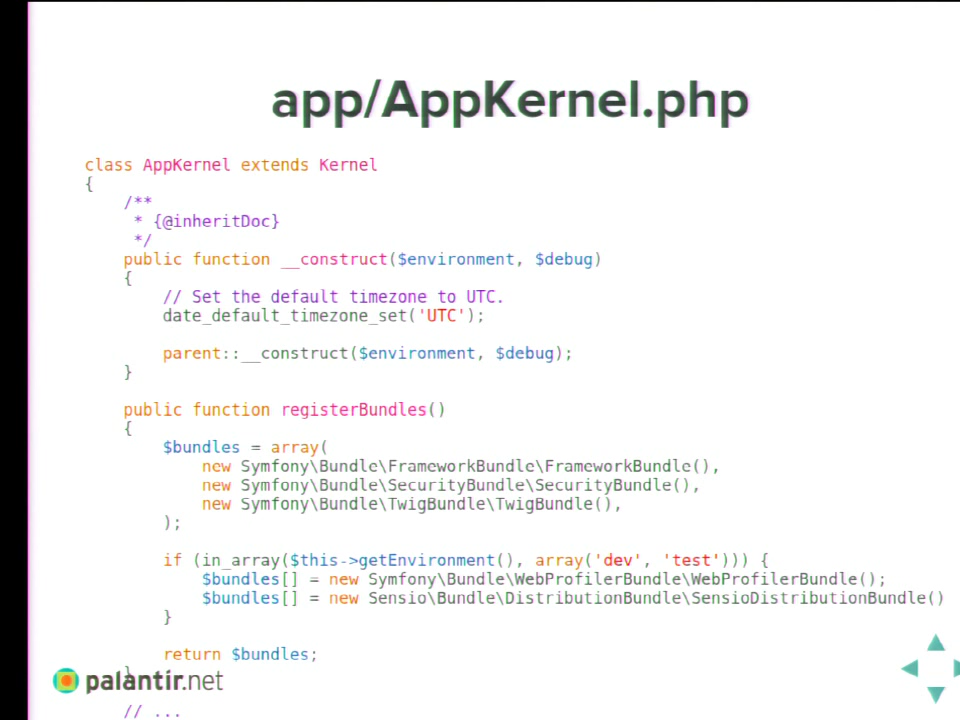 app/AppKernel.php
class AppKernel extends Kernel
{
    /**
     * {@inheritDoc}
     */
    public function __construct($environment, $debug)
    {
        // Set the default timezone to UTC.
        date_default_timezone_set('UTC');

        parent::__construct($environment, $debug);
    }

    public function registerBundles()
    {
        $bundles = array(
            new Symfony\Bundle\FrameworkBundle\FrameworkBundle(),
            new Symfony\Bundle\SecurityBundle\SecurityBundle(),
            new Symfony\Bundle\TwigBundle\TwigBundle(),
        );

        if (in_array($this->getEnvironment(), array('dev', 'test'))) {
            $bundles[] = new Symfony\Bundle\WebProfilerBundle\WebProfilerBundle();
            $bundles[] = new Sensio\Bundle\DistributionBundle\SensioDistributionBundle()
        }

        return $bundles;
    }
palantir.net
    // ...